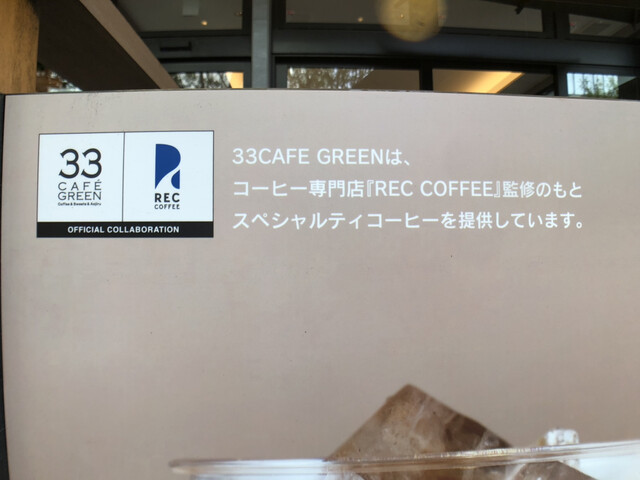 33
CAFÉ
GREEN
REC
COFFEE
OFFICIAL COLLABORATION
33CAFE GREENは、
コーヒー専門店『REC COFFEE』監修のもと
スペシャルティコーヒーを提供しています。